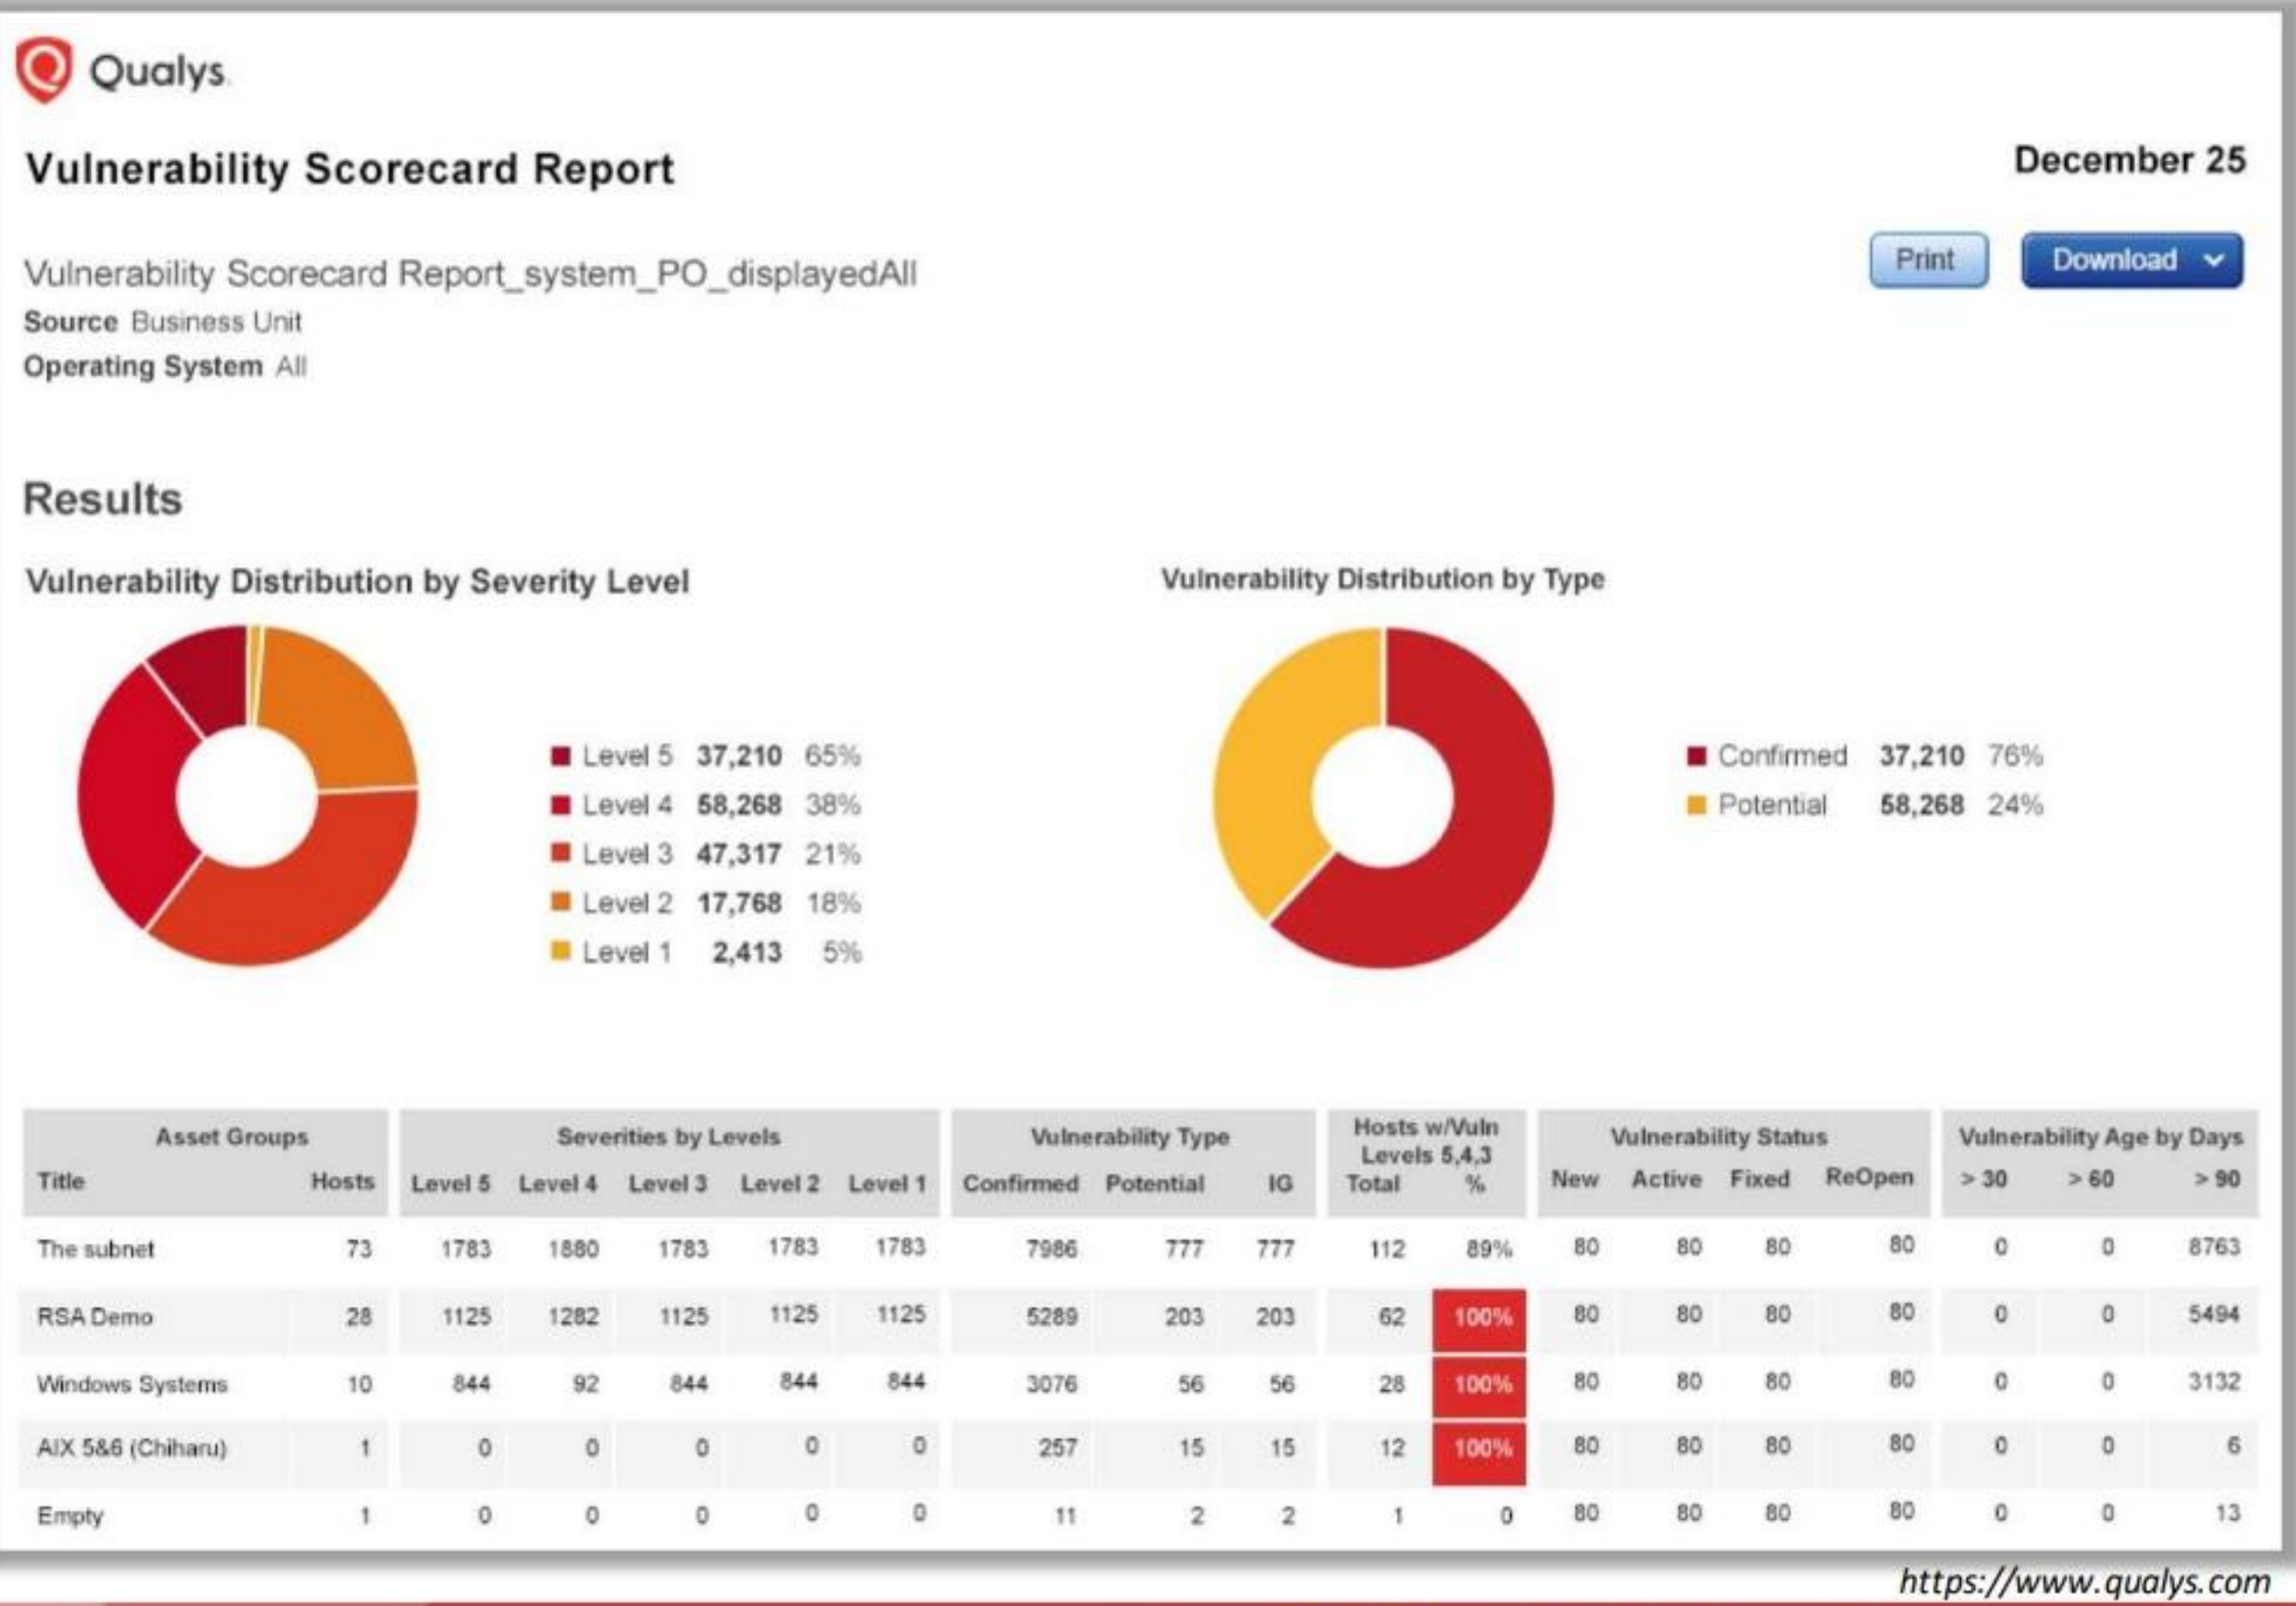 Qualys.
Vulnerability Scorecard Report
December 25
Print
Download
Vulnerability Scorecard Report_system_PO_displayedAll
Source Business Unit
Operating System All
Results
Vulnerability Distribution by Severity Level
Level 5 37,210 65%
Level 4 58,268 38%
Level 3 47,317 21%
Level 2 17,768 18%
Level 1 2,413 5%
Vulnerability Distribution by Type
Confirmed 37,210 76%
Potential 58,268 24%
Asset Groups Severities by Levels Vulnerability Type Hosts w/Vuln Levels 5,4,3 Vulnerability Status Vulnerability Age by Days
Title Hosts Level 5 Level 4 Level 3 Level 2 Level 1 Confirmed Potential IG Total % New Active Fixed ReOpen > 30 > 60 > 90
The subnet 73 1783 1880 1783 1783 1783 7986 777 777 112 89% 80 80 80 80 0 0 8763
RSA Demo 28 1125 1282 1125 1125 1125 5289 203 203 62 100% 80 80 80 80 0 0 5494
Windows Systems 10 844 92 844 844 844 3076 56 56 28 100% 80 80 80 80 0 0 3132
AIX 5&6 (Chiharu) 1 0 0 0 0 0 257 15 15 12 100% 80 80 80 80 0 0 6
Empty 1 0 0 0 0 0 11 2 2 1 0 80 80 80 80 0 0 13
https://www.qualys.com